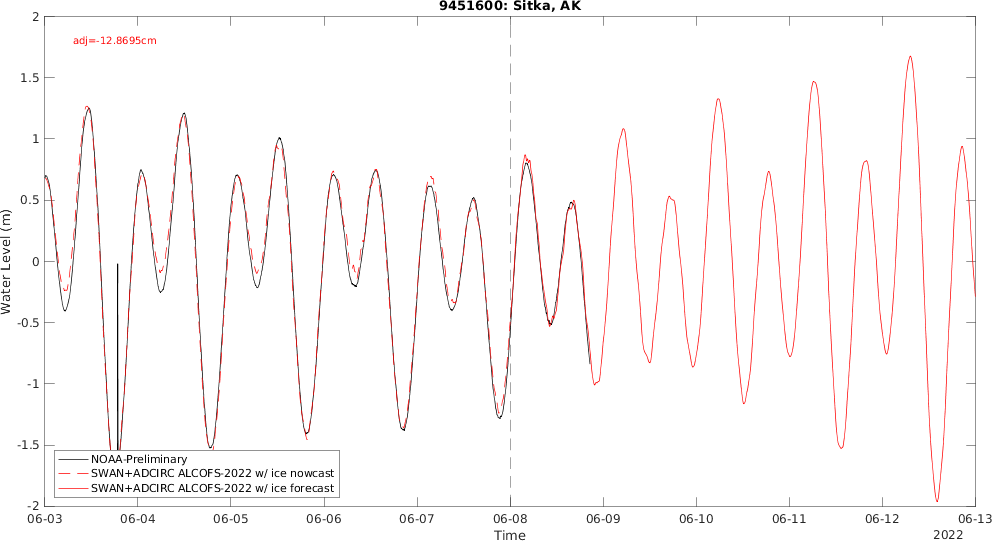 9451600: Sitka, AK
adj=-12.8695cm
2
1.5
1
0.5
0
-0.5
-1
-1.5
-2
Water Level (m)
NOAA-Preliminary
SWAN+ADCIRC ALCOFS-2022 w/ ice nowcast
SWAN+ADCIRC ALCOFS-2022 w/ ice forecast
06-03 06-04 06-05 06-06 06-07 06-08 06-09 06-10 06-11 06-12 06-13
Time
2022